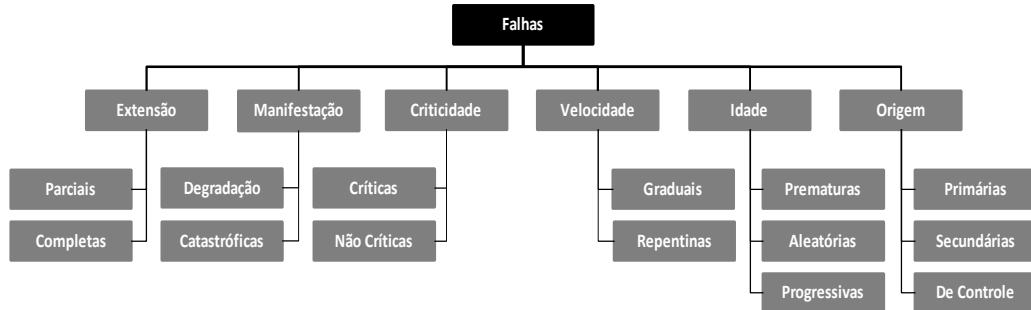 Falhas
Extensão
Manifestação
Criticidade
Velocidade
Idade
Origem
Parciais
Degradação
Críticas
Graduais
Prematuras
Primárias
Completas
Catastróficas
Não Críticas
Repentinas
Aleatórias
Secundárias
Progressivas
De Controle